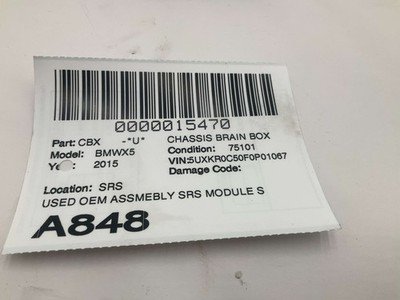 0000015470
Part: CBX -*U* CHASSIS BRAIN BOX
Model: BMWX5 Condition: 75101
2015 VIN:5UXKR0C50F0P01067
Damage Code:
Location: SRS
USED OEM ASSMEBLY SRS MODULE S
A848